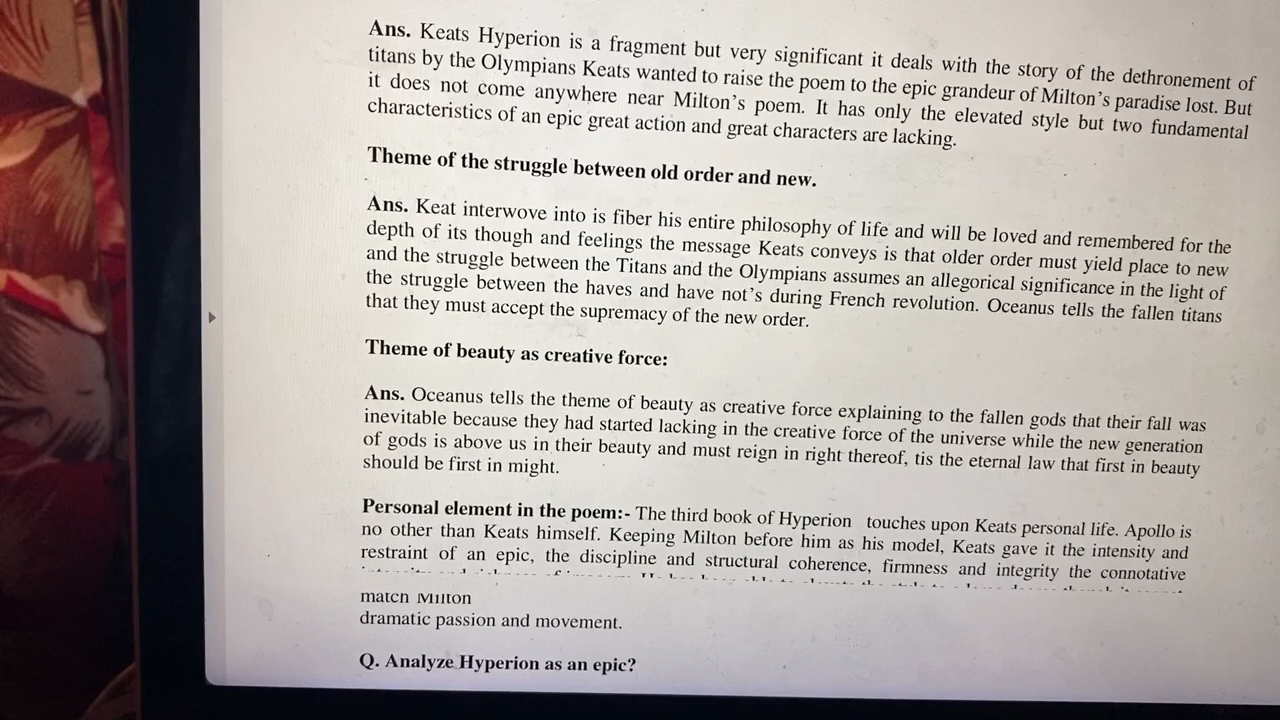 Ans. Keats Hyperion is a fragment but very significant it deals with the story of the dethronement of
titans by the Olympians Keats wanted to raise the poem to the epic grandeur of Milton's paradise lost. But
it does not come anywhere near Milton's poem. It has only the elevated style but two fundamental
characteristics of an epic great action and great characters are lacking.
Theme of the struggle between old order and new.
Ans. Keat interwove into is fiber his entire philosophy of life and will be loved and remembered for the
depth of its though and feelings the message Keats conveys is that older order must yield place to new
and the struggle between the Titans and the Olympians assumes an allegorical significance in the light of
the struggle between the haves and have not's during French revolution. Oceanus tells the fallen titans
that they must accept the supremacy of the new order.
Theme of beauty as creative force:
Ans. Oceanus tells the theme of beauty as creative force explaining to the fallen gods that their fall was
inevitable because they had started lacking in the creative force of the universe while the new generation
of gods is above us in their beauty and must reign in right thereof, tis the eternal law that first in beauty
should be first in might.
Personal element in the poem:- The third book of Hyperion touches upon Keats personal life. Apollo is
no other than Keats himself. Keeping Milton before him as his model, Keats gave it the intensity and
restraint of an epic, the discipline and structural coherence, firmness and integrity the connotative
match Milton
dramatic passion and movement.
Q. Analyze Hyperion as an epic?